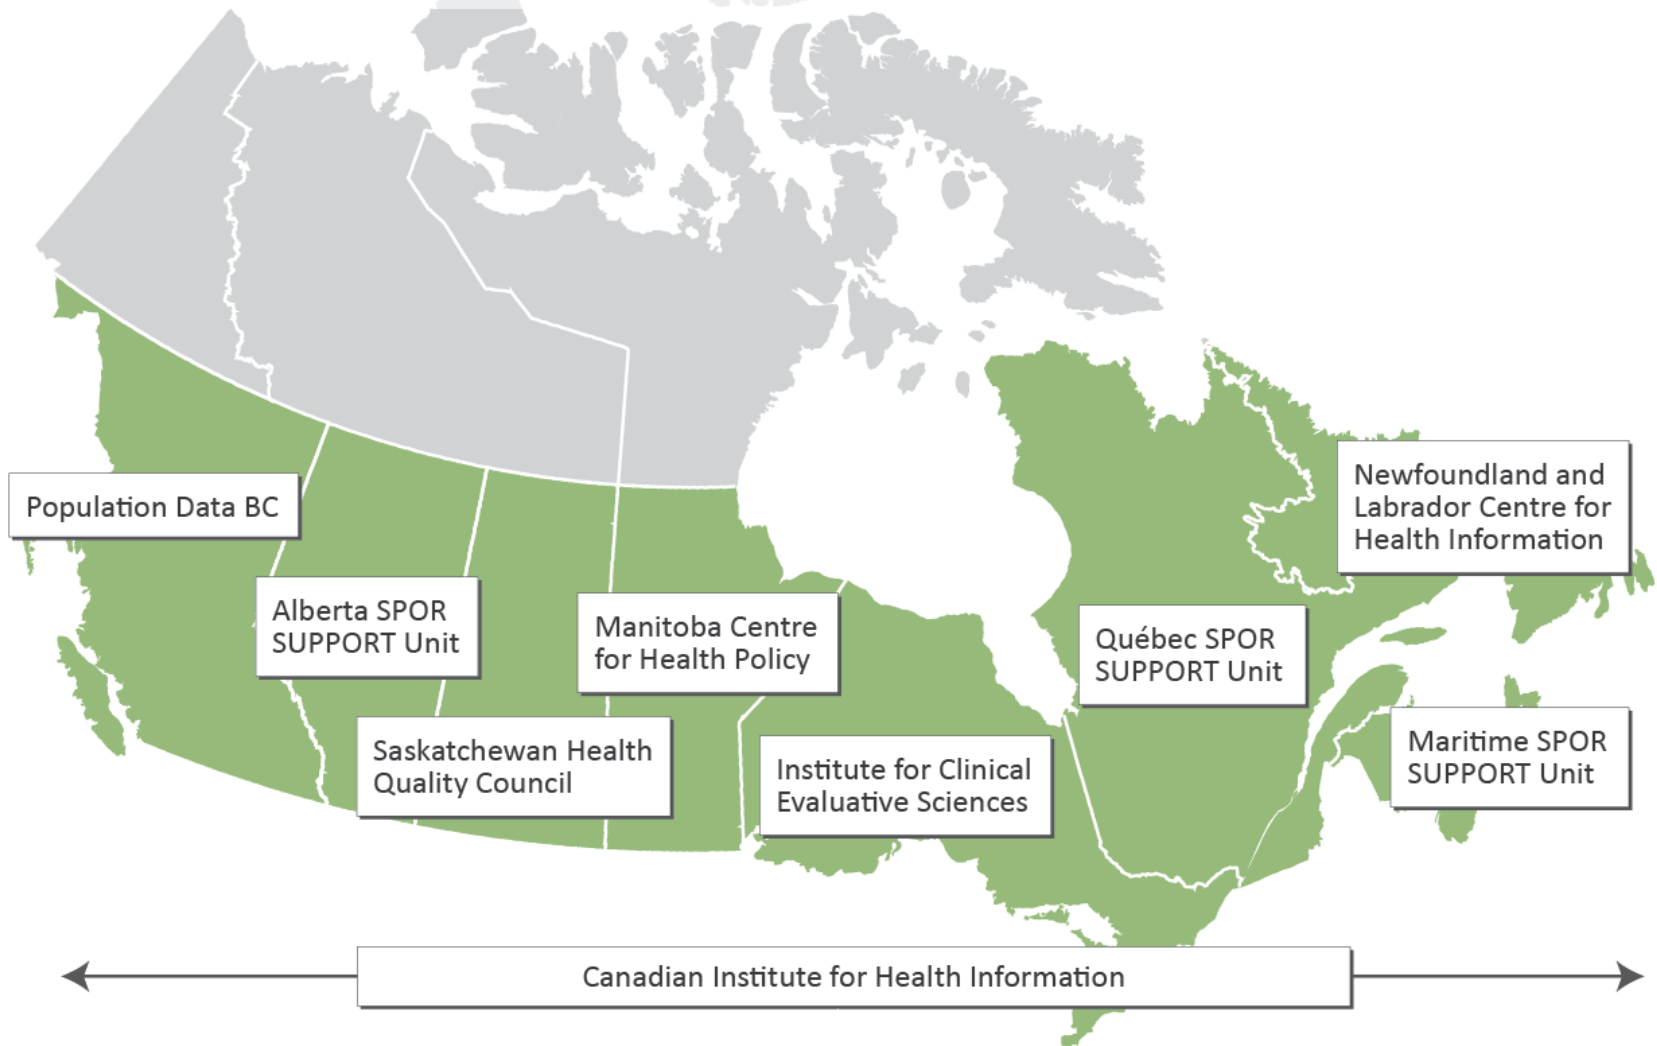 Population Data BC
Alberta SPOR
SUPPORT Unit
Saskatchewan Health
Quality Council
Manitoba Centre
for Health Policy
Institute for Clinical
Evaluative Sciences
Québec SPOR
SUPPORT Unit
Newfoundland and
Labrador Centre for
Health Information
Maritime SPOR
SUPPORT Unit
Canadian Institute for Health Information